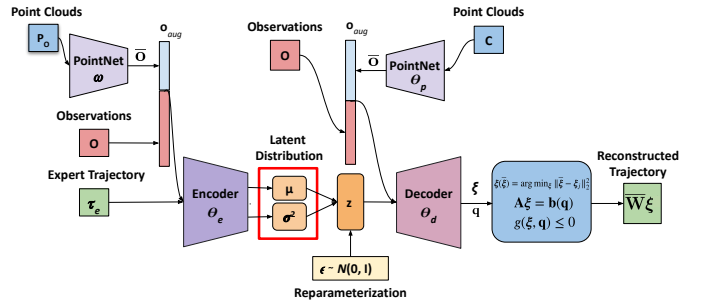 Point Clouds
P_o
PointNet
ω
Ō
o_aug
Observations
O
Expert Trajectory
τ_e
Encoder
Θ_e
Latent
Distribution
μ
σ²
Observations
O
o_aug
Ō
PointNet
Θ_p
Point Clouds
C
z
ϵ ~ N(0, I)
Reparameterization
Decoder
Θ_d
ξ
q
ξ(ξ̄) = arg min_ξ ‖ξ̄ − ξ_i‖₂²
Aξ = b(q)
g(ξ, q) ≤ 0
Reconstructed
Trajectory
W̄ξ